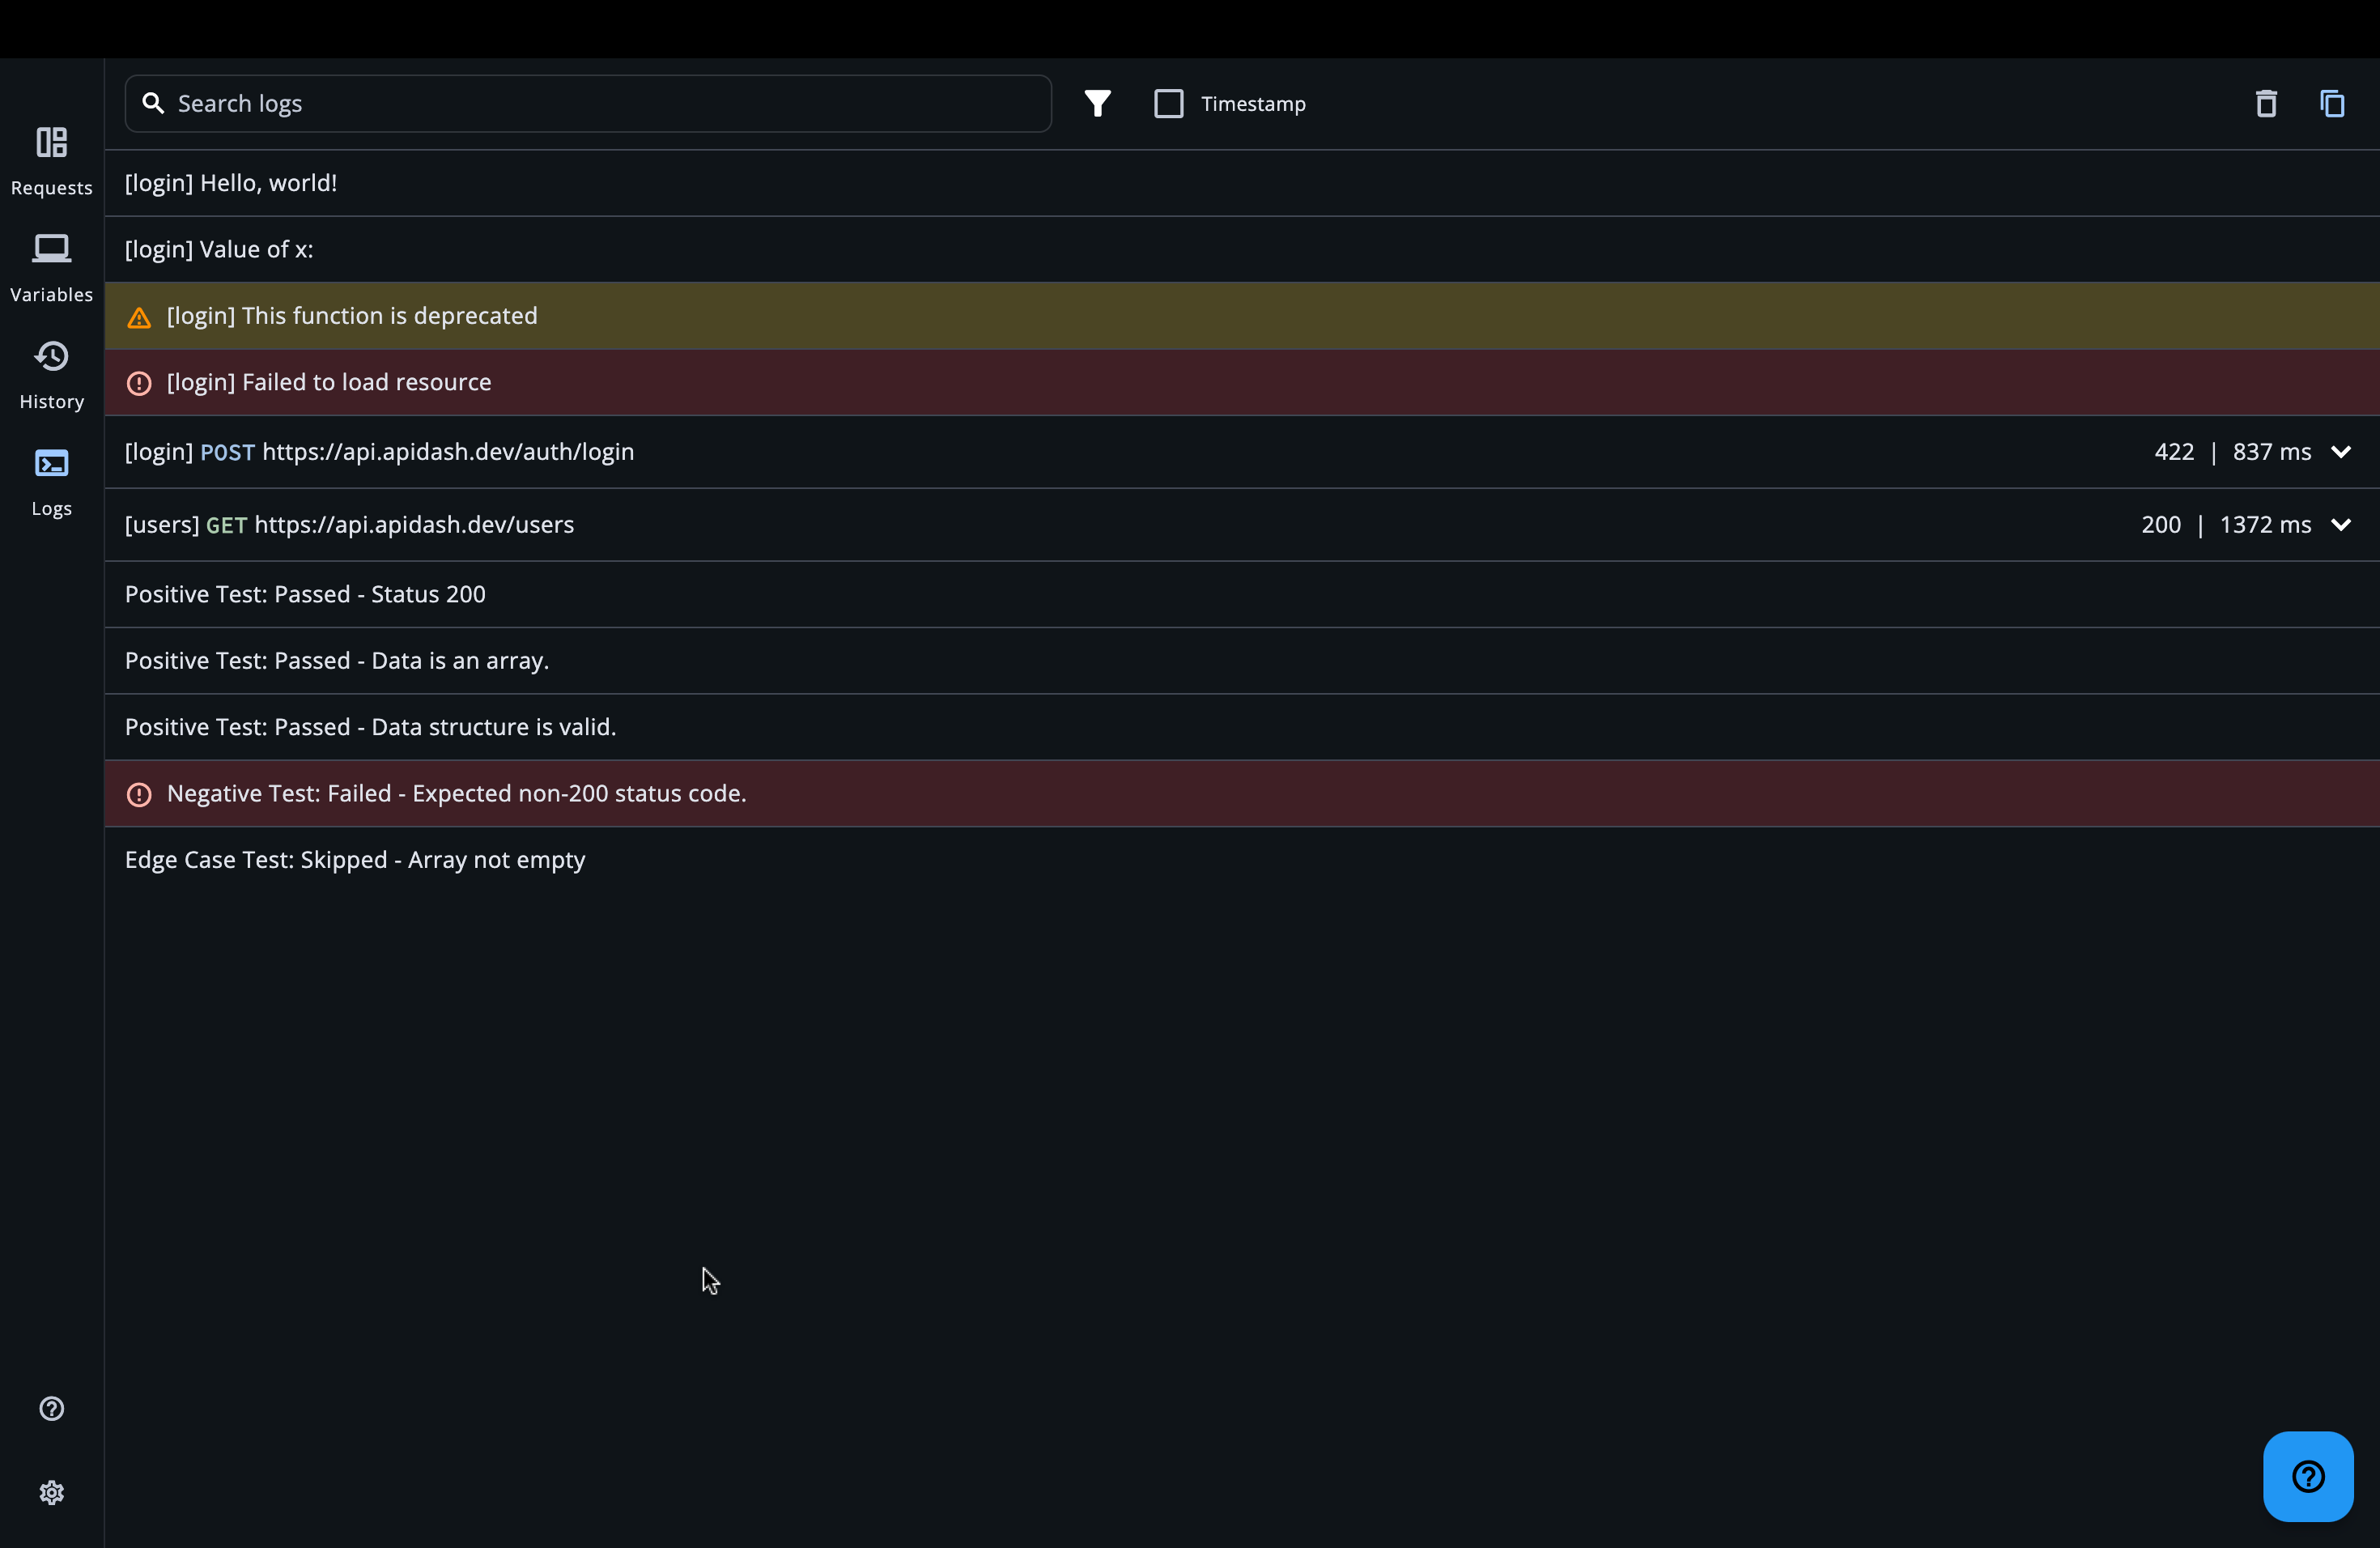 Search logs
Timestamp
Requests
Variables
History
Logs
[login] Hello, world!
[login] Value of x:
[login] This function is deprecated
[login] Failed to load resource
[login] POST https://api.apidash.dev/auth/login 422 | 837 ms
[users] GET https://api.apidash.dev/users 200 | 1372 ms
Positive Test: Passed - Status 200
Positive Test: Passed - Data is an array.
Positive Test: Passed - Data structure is valid.
Negative Test: Failed - Expected non-200 status code.
Edge Case Test: Skipped - Array not empty